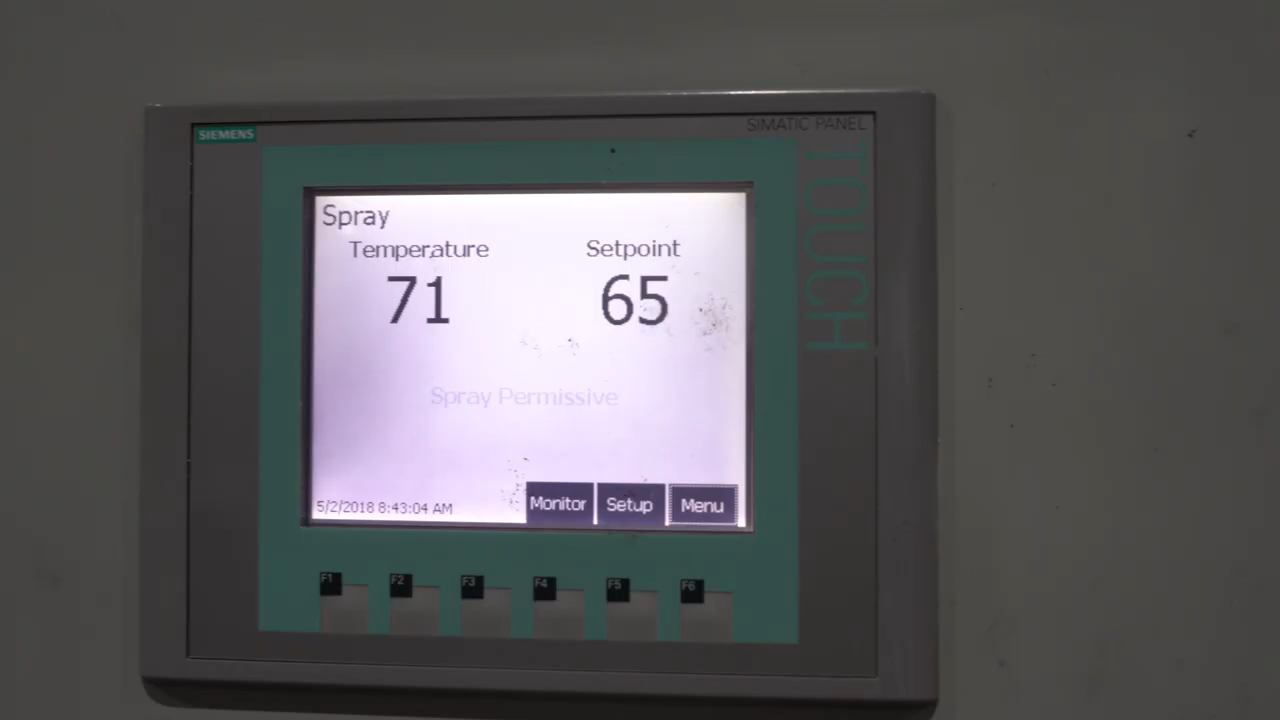 SIEMENS
SIMATIC PANEL
TOUCH
Spray
Temperature Setpoint
71 65
Spray Permissive
5/2/2018 8:43:04 AM Monitor Setup Menu
F1 F2 F3 F4 F5 F6